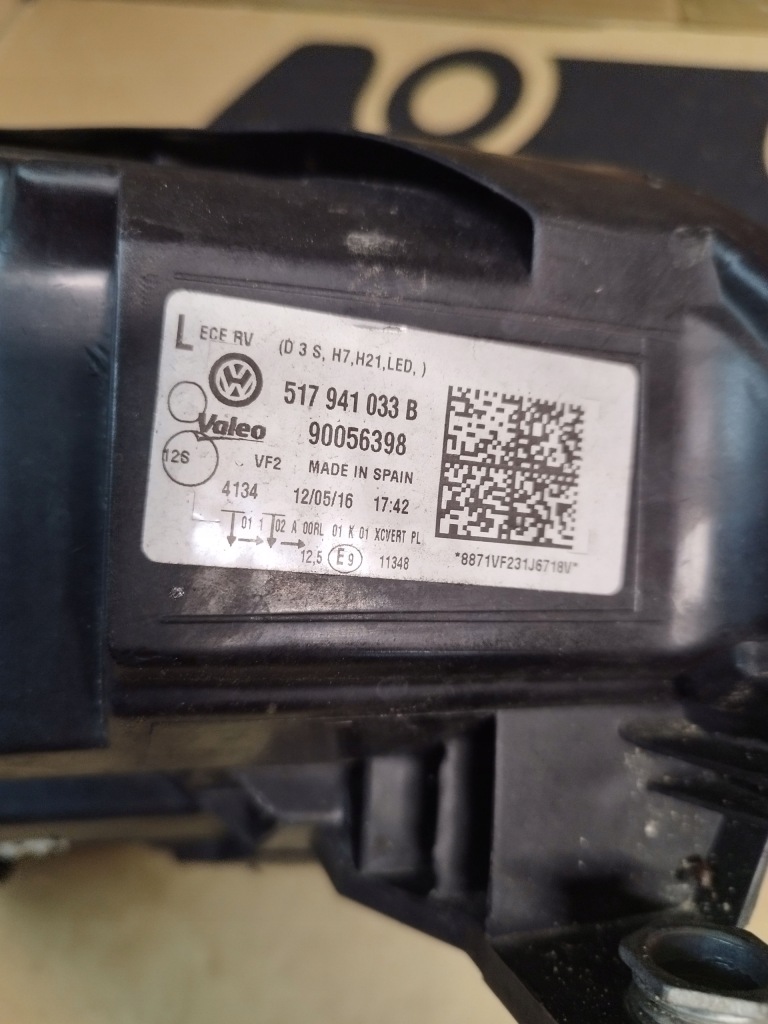 L ECE RV (D 3 S, H7,H21,LED, )
517 941 033 B
Valeo 90056398
12S VF2 MADE IN SPAIN
4134 12/05/16 17:42
01 1 02 A 00RL 01 K 01 XCVERT PL
12,5 E9 11348 *8871VF231J6718V*